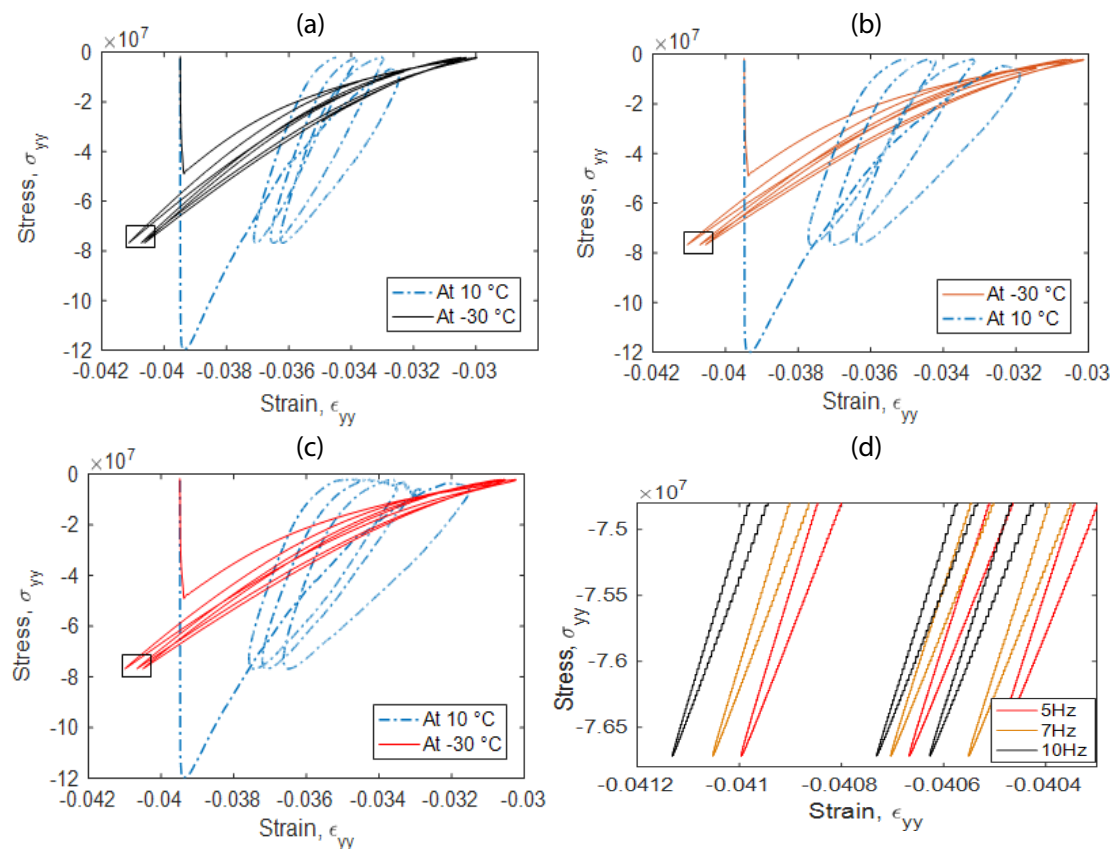 (a)
×10⁷
0
-2
-4
-6
-8
-10
-12
Stress, σyy
-0.042 -0.04 -0.038 -0.036 -0.034 -0.032 -0.03
Strain, ϵyy
At 10 °C
At -30 °C
(b)
×10⁷
0
-2
-4
-6
-8
-10
-12
Stress, σyy
-0.042 -0.04 -0.038 -0.036 -0.034 -0.032 -0.03
Strain, ϵyy
At -30 °C
At 10 °C
(c)
×10⁷
0
-2
-4
-6
-8
-10
-12
Stress, σyy
-0.042 -0.04 -0.038 -0.036 -0.034 -0.032 -0.03
Strain, ϵyy
At 10 °C
At -30 °C
(d)
×10⁷
-7.5
-7.55
-7.6
-7.65
Stress, σyy
-0.0412 -0.041 -0.0408 -0.0406 -0.0404
Strain, ϵyy
5Hz
7Hz
10Hz